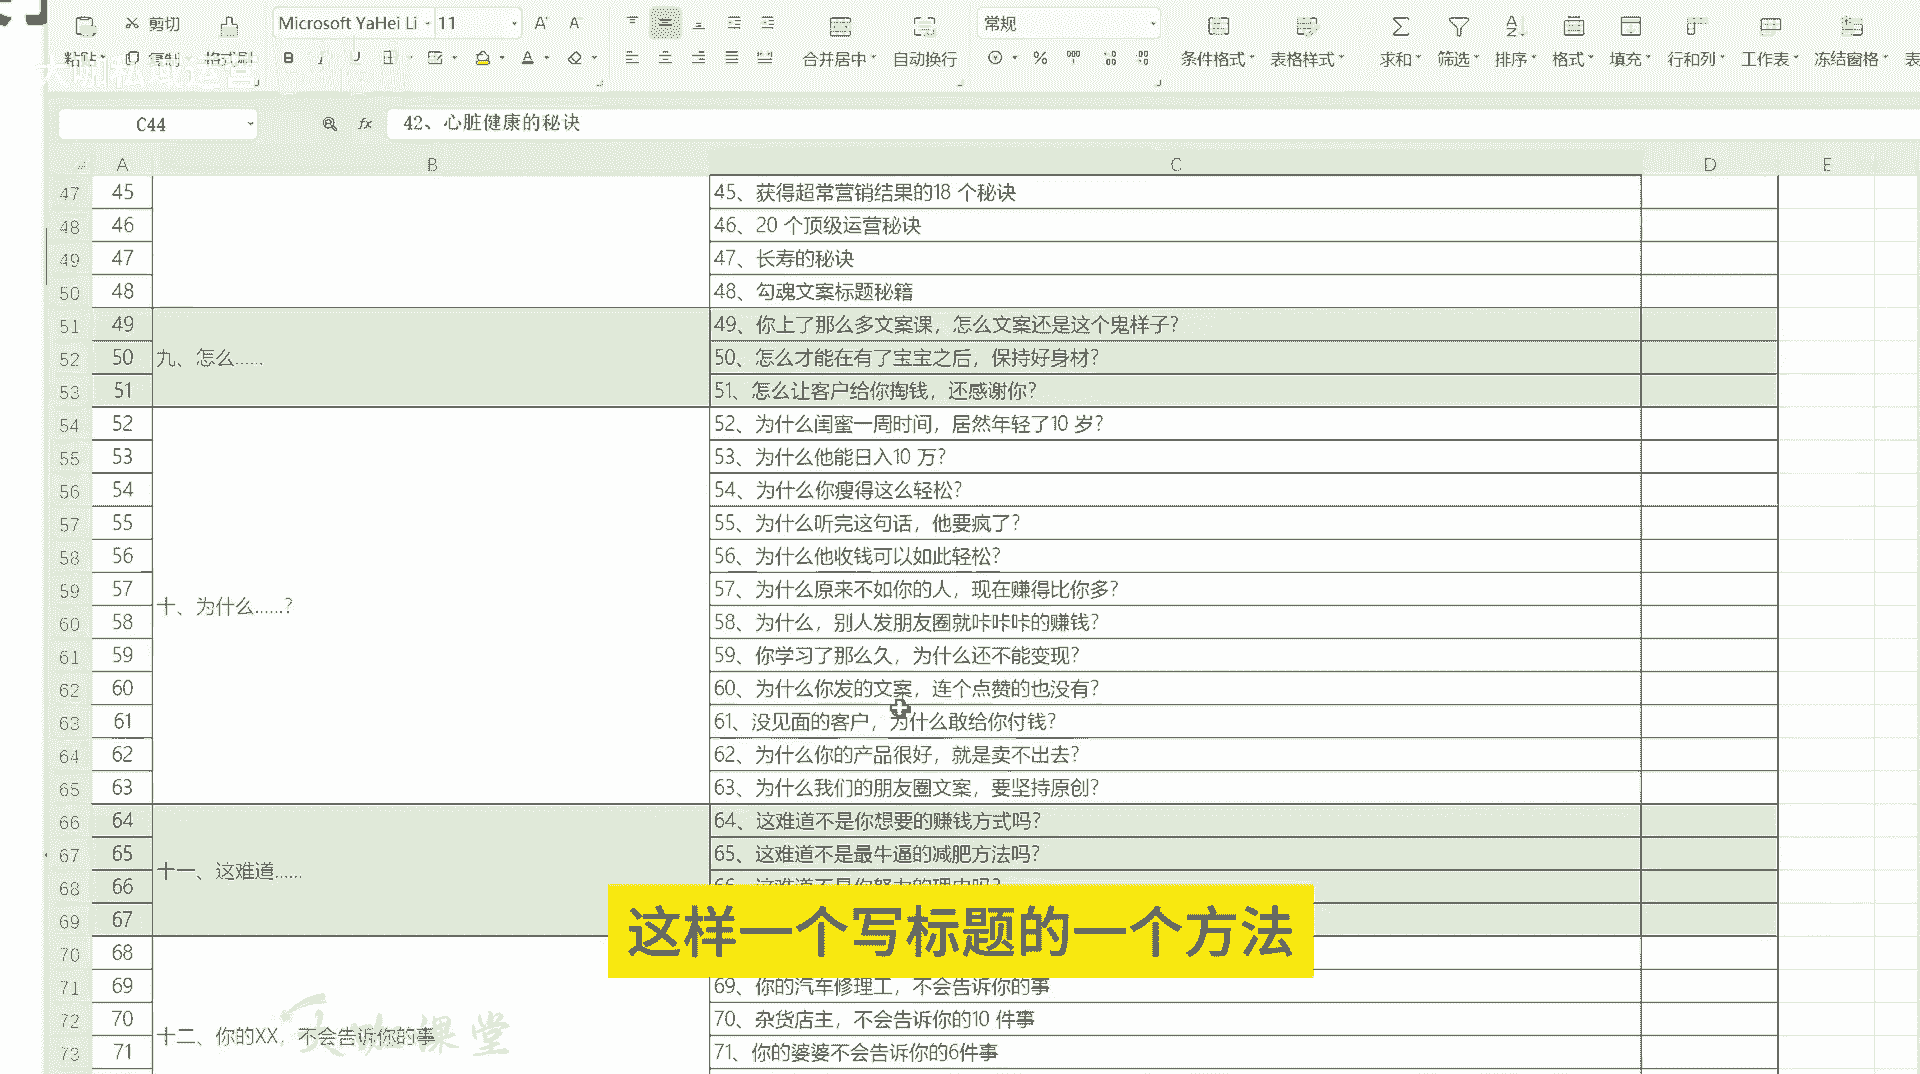 剪切 Microsoft YaHei Li 11 A A 常规
粘贴 复制 格式刷 B I U A 合并居中 自动换行 % 条件格式 表格样式 求和 筛选 排序 格式 填充 行和列 工作表 冻结窗格
C44 fx 42、心脏健康的秘诀
A B C D E
47 45 45、获得超常营销结果的18 个秘诀
48 46 46、20 个顶级运营秘诀
49 47 47、长寿的秘诀
50 48 48、勾魂文案标题秘籍
51 49 49、你上了那么多文案课，怎么文案还是这个鬼样子？
52 50 九、怎么…… 50、怎么才能在有了宝宝之后，保持好身材？
53 51 51、怎么让客户给你掏钱，还感谢你？
54 52 52、为什么闺蜜一周时间，居然年轻了10 岁？
55 53 53、为什么他能日入10 万？
56 54 54、为什么你瘦得这么轻松？
57 55 55、为什么听完这句话，他要疯了？
58 56 56、为什么他收钱可以如此轻松？
59 57 57、为什么原来不如你的人，现在赚得比你多？
十、为什么……？
60 58 58、为什么，别人发朋友圈就咔咔咔的赚钱？
61 59 59、你学习了那么久，为什么还不能变现？
62 60 60、为什么你发的文案，连个点赞的也没有？
63 61 61、没见面的客户，为什么敢给你付钱？
64 62 62、为什么你的产品很好，就是卖不出去？
65 63 63、为什么我们的朋友圈文案，要坚持原创？
66 64 64、这难道不是你想要的赚钱方式吗？
67 65 65、这难道不是最牛逼的减肥方法吗？
十一、这难道……
68 66 66、这难道不是你努力的理由吗？
69 67
这样一个写标题的一个方法
70 68
71 69 69、你的汽车修理工，不会告诉你的事
72 70 70、杂货店主，不会告诉你的10 件事
十二、你的XX，不会告诉你的事
73 71 71、你的婆婆不会告诉你的6件事
大咖课堂